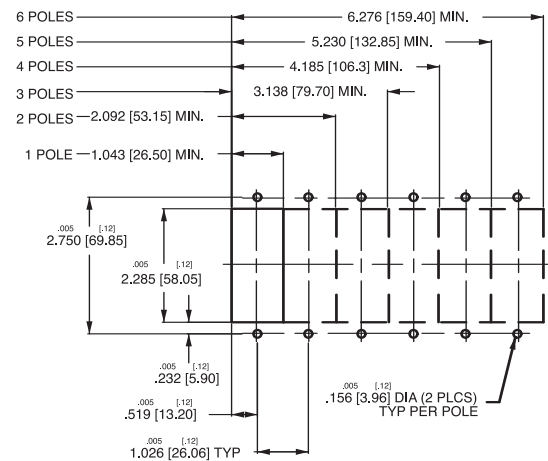 6 POLES
6.276 [159.40] MIN.
5 POLES
5.230 [132.85] MIN.
4 POLES
4.185 [106.3] MIN.
3 POLES
3.138 [79.70] MIN.
2 POLES
2.092 [53.15] MIN.
1 POLE
1.043 [26.50] MIN.
.005 [.12]
2.750 [69.85]
.005 [.12]
2.285 [58.05]
.005 [.12]
.232 [5.90]
.005 [.12]
.519 [13.20]
.005 [.12]
1.026 [26.06] TYP
.005 [.12]
.156 [3.96] DIA (2 PLCS)
TYP PER POLE